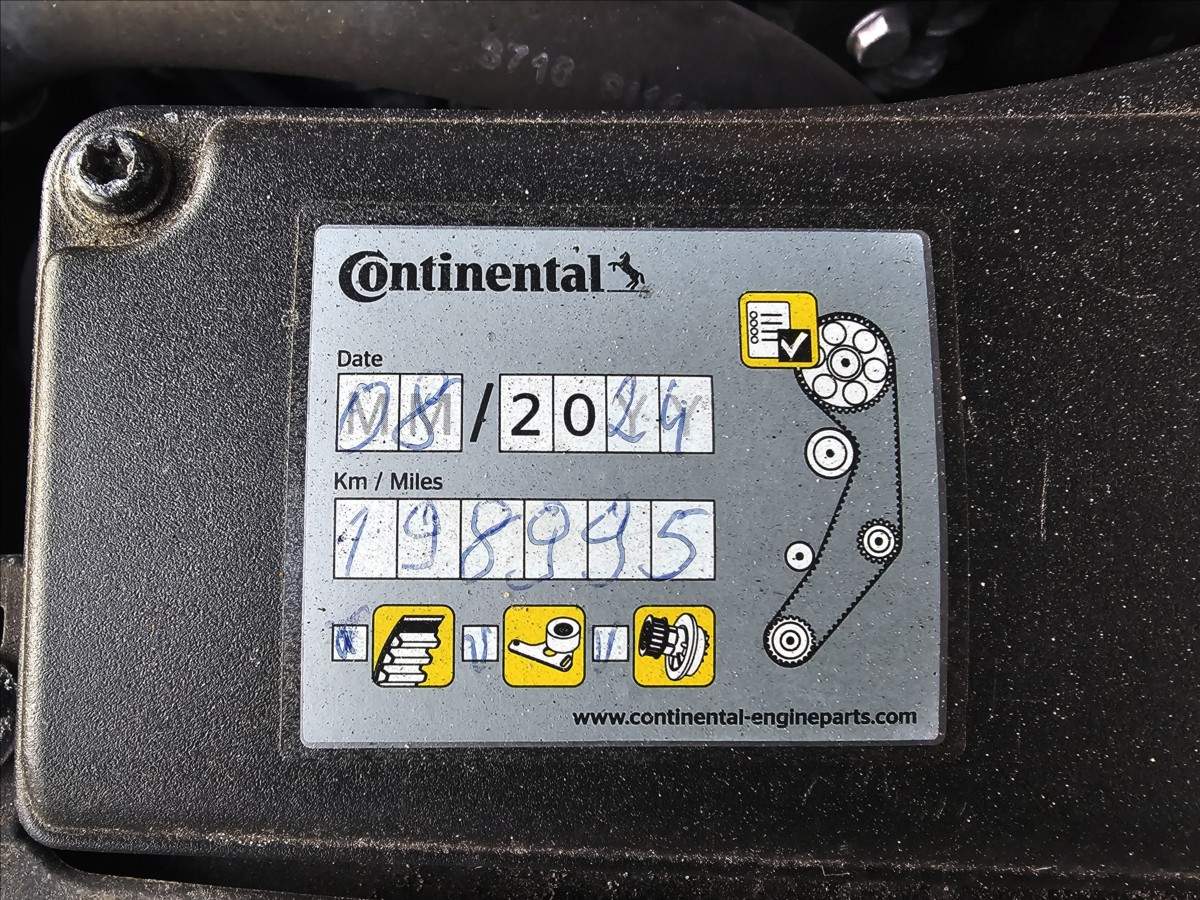 Continental
Date
08/2024
Km / Miles
198995
www.continental-engineparts.com